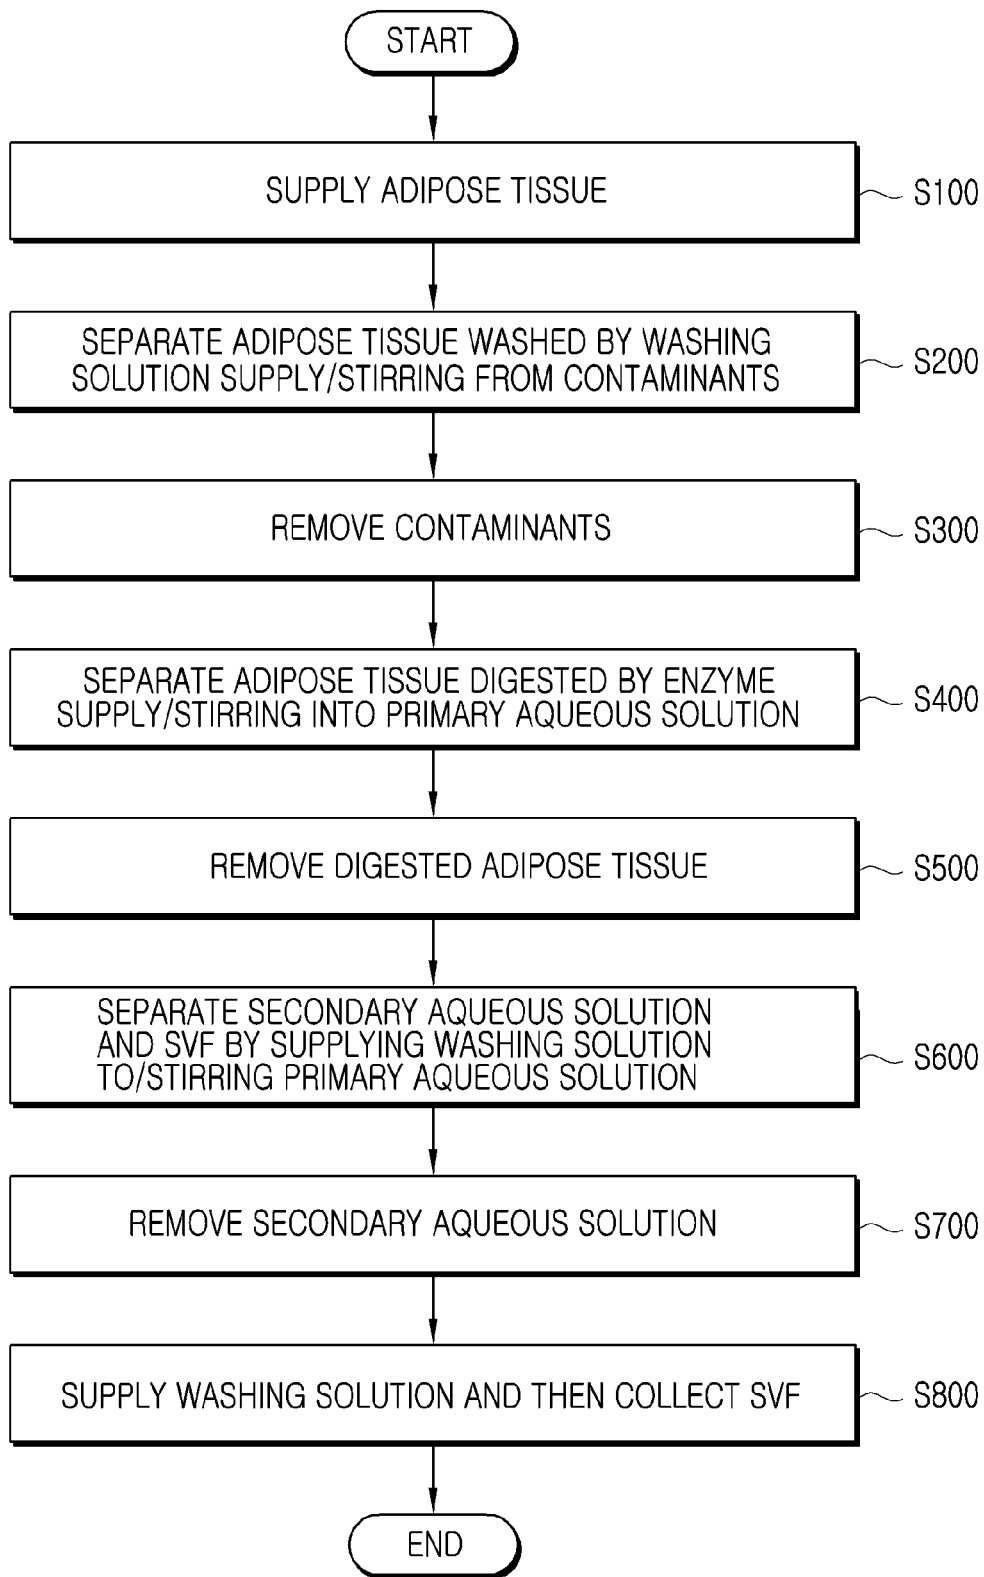 START
SUPPLY ADIPOSE TISSUE
S100
SEPARATE ADIPOSE TISSUE WASHED BY WASHING
SOLUTION SUPPLY/STIRRING FROM CONTAMINANTS
S200
REMOVE CONTAMINANTS
S300
SEPARATE ADIPOSE TISSUE DIGESTED BY ENZYME
SUPPLY/STIRRING INTO PRIMARY AQUEOUS SOLUTION
S400
REMOVE DIGESTED ADIPOSE TISSUE
S500
SEPARATE SECONDARY AQUEOUS SOLUTION
AND SVF BY SUPPLYING WASHING SOLUTION
TO/STIRRING PRIMARY AQUEOUS SOLUTION
S600
REMOVE SECONDARY AQUEOUS SOLUTION
S700
SUPPLY WASHING SOLUTION AND THEN COLLECT SVF
S800
END